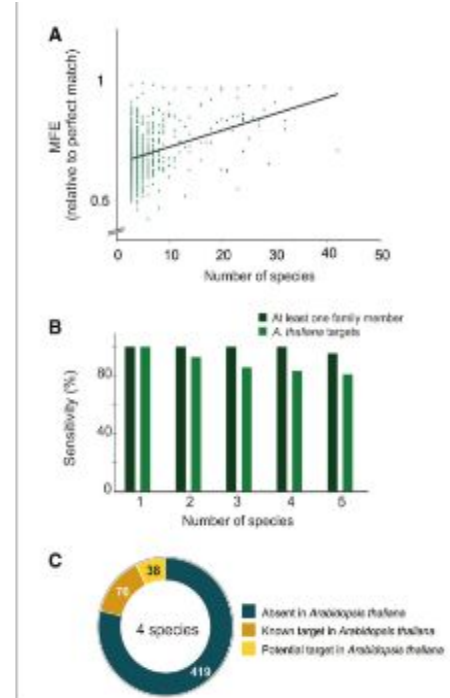 A
MFE
(relative to perfect match)
1
0.5
0 10 20 30 40 50
Number of species
B
At least one family member
A. thaliana targets
Sensitivity (%)
80
40
0
1 2 3 4 5
Number of species
C
38
76
4 species
419
Absent in Arabidopsis thaliana
Known target in Arabidopsis thaliana
Potential target in Arabidopsis thaliana